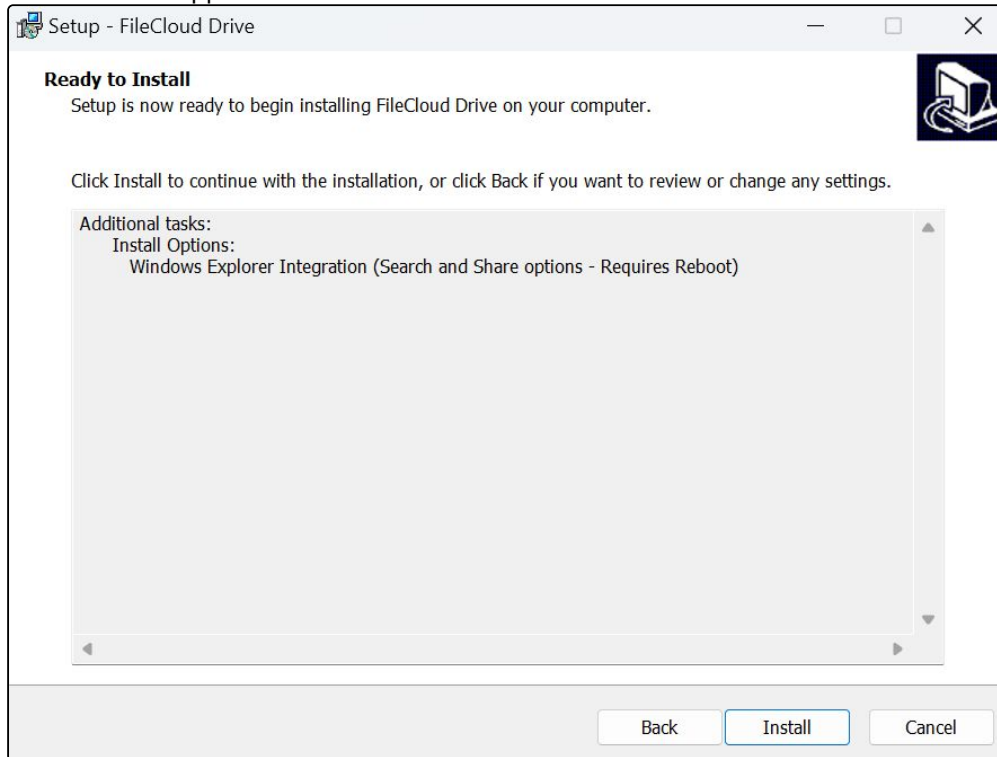 Setup - FileCloud Drive
Ready to Install
Setup is now ready to begin installing FileCloud Drive on your computer.
Click Install to continue with the installation, or click Back if you want to review or change any settings.
Additional tasks:
Install Options:
Windows Explorer Integration (Search and Share options - Requires Reboot)
Back Install Cancel